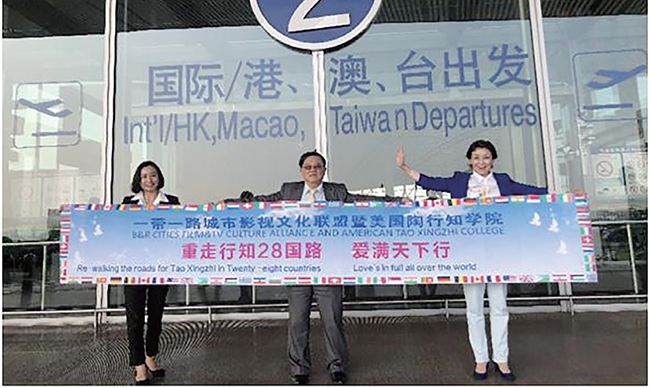 2
国际/港、澳、台出发
Int'l/HK,Macao, Taiwan Departures
一带一路城市影视文化联盟暨美国陶行知学院
B&R CITIES FILM&TV CULTURE ALLIANCE AND AMERICAN TAO XINGZHI COLLEGE
重走行知28国路 爱满天下行
Re-walking the roads for Tao Xingzhi in Twenty-eight countries Love's in full all over the world